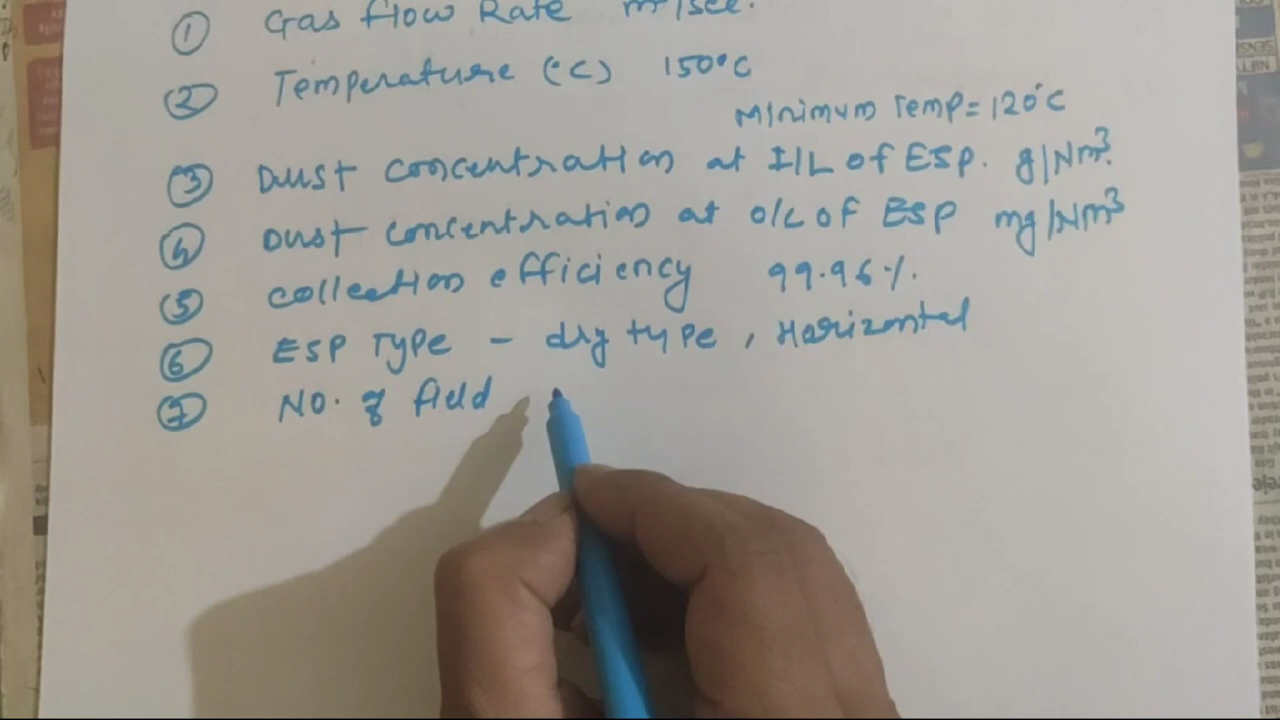 ① Gas flow Rate m³/sec.
② Temperature (°C) 150°C
Minimum Temp = 120°C
③ Dust concentration at I/L of ESP. g/Nm³.
④ Dust concentration at O/L of ESP mg/Nm³
⑤ collection efficiency 99.96%.
⑥ ESP Type - dry type, Horizontal
⑦ NO. of field